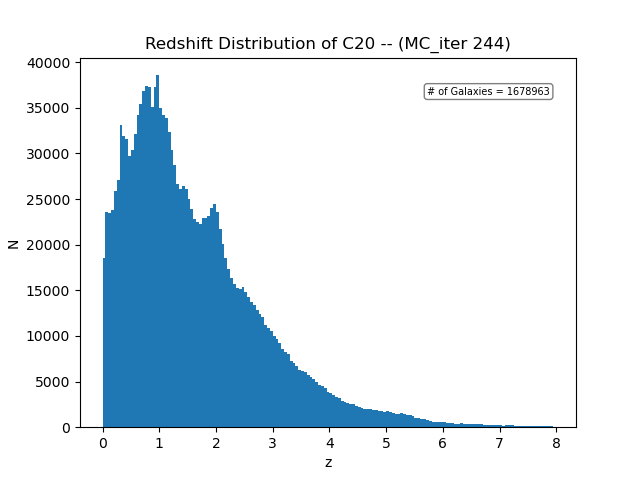 Redshift Distribution of C20 -- (MC_iter 244)
# of Galaxies = 1678963
N
40000
35000
30000
25000
20000
15000
10000
5000
0
0 1 2 3 4 5 6 7 8
z